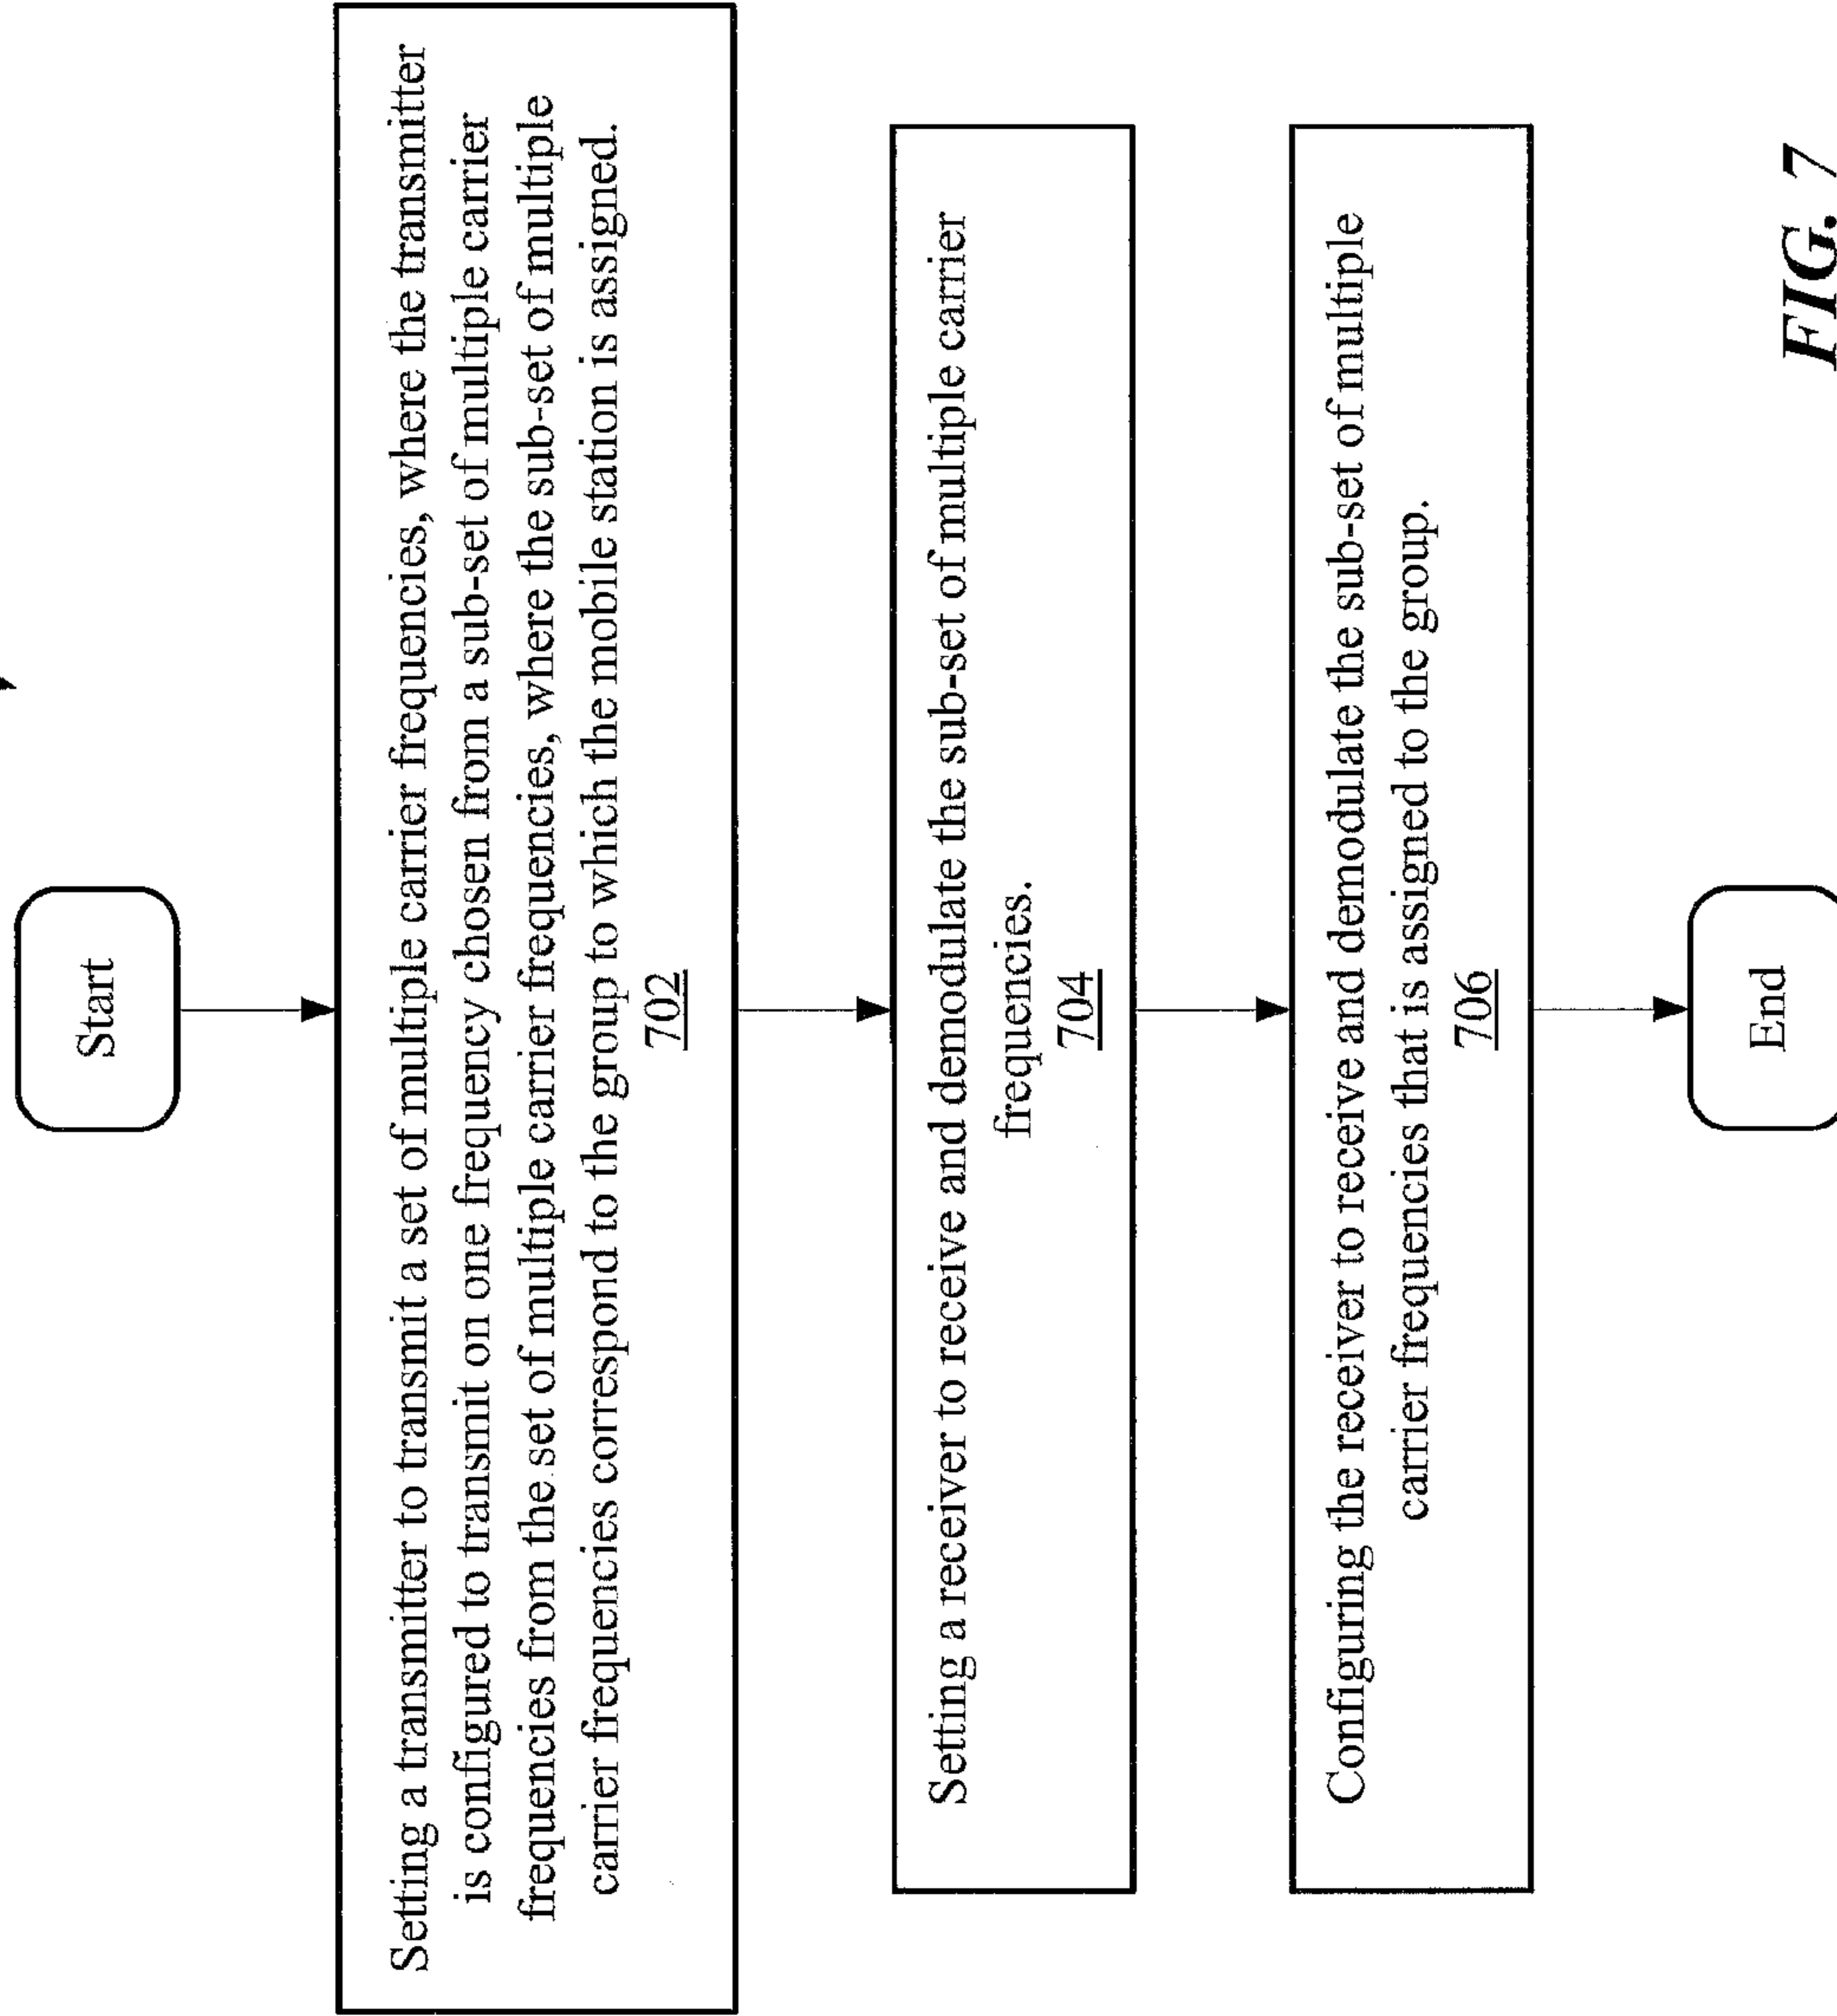 Start
Setting a transmitter to transmit a set of multiple carrier frequencies, where the transmitter
is configured to transmit on one frequency chosen from a sub-set of multiple carrier
frequencies from the set of multiple carrier frequencies, where the sub-set of multiple
carrier frequencies correspond to the group to which the mobile station is assigned.
702
Setting a receiver to receive and demodulate the sub-set of multiple carrier
frequencies.
704
Configuring the receiver to receive and demodulate the sub-set of multiple
carrier frequencies that is assigned to the group.
706
End
FIG. 7